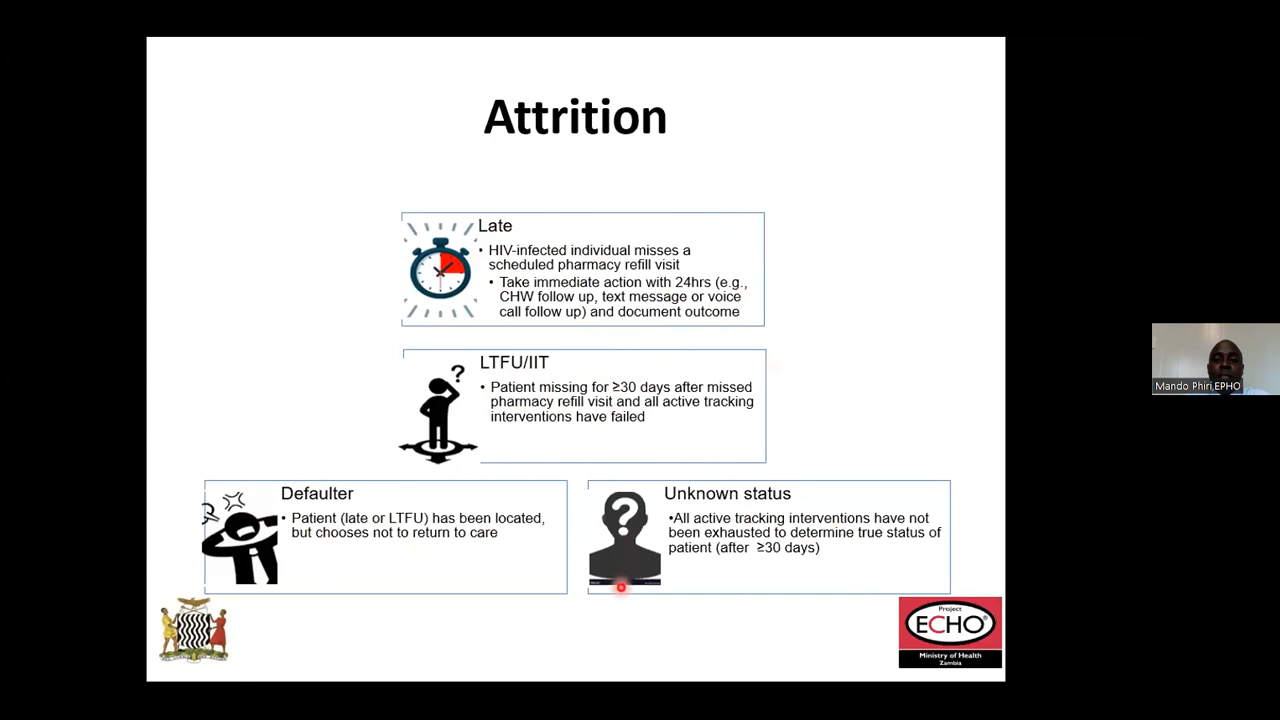 Attrition
Late
• HIV-infected individual misses a
scheduled pharmacy refill visit
• Take immediate action with 24hrs (e.g.,
CHW follow up, text message or voice
call follow up) and document outcome
LTFU/IIT
• Patient missing for ≥30 days after missed
pharmacy refill visit and all active tracking
interventions have failed
?
Defaulter
• Patient (late or LTFU) has been located,
but chooses not to return to care
Unknown status
•All active tracking interventions have not
been exhausted to determine true status of
patient (after ≥30 days)
?
Project
ECHO®
Ministry of Health
Zambia
Mando Phiri EPHO